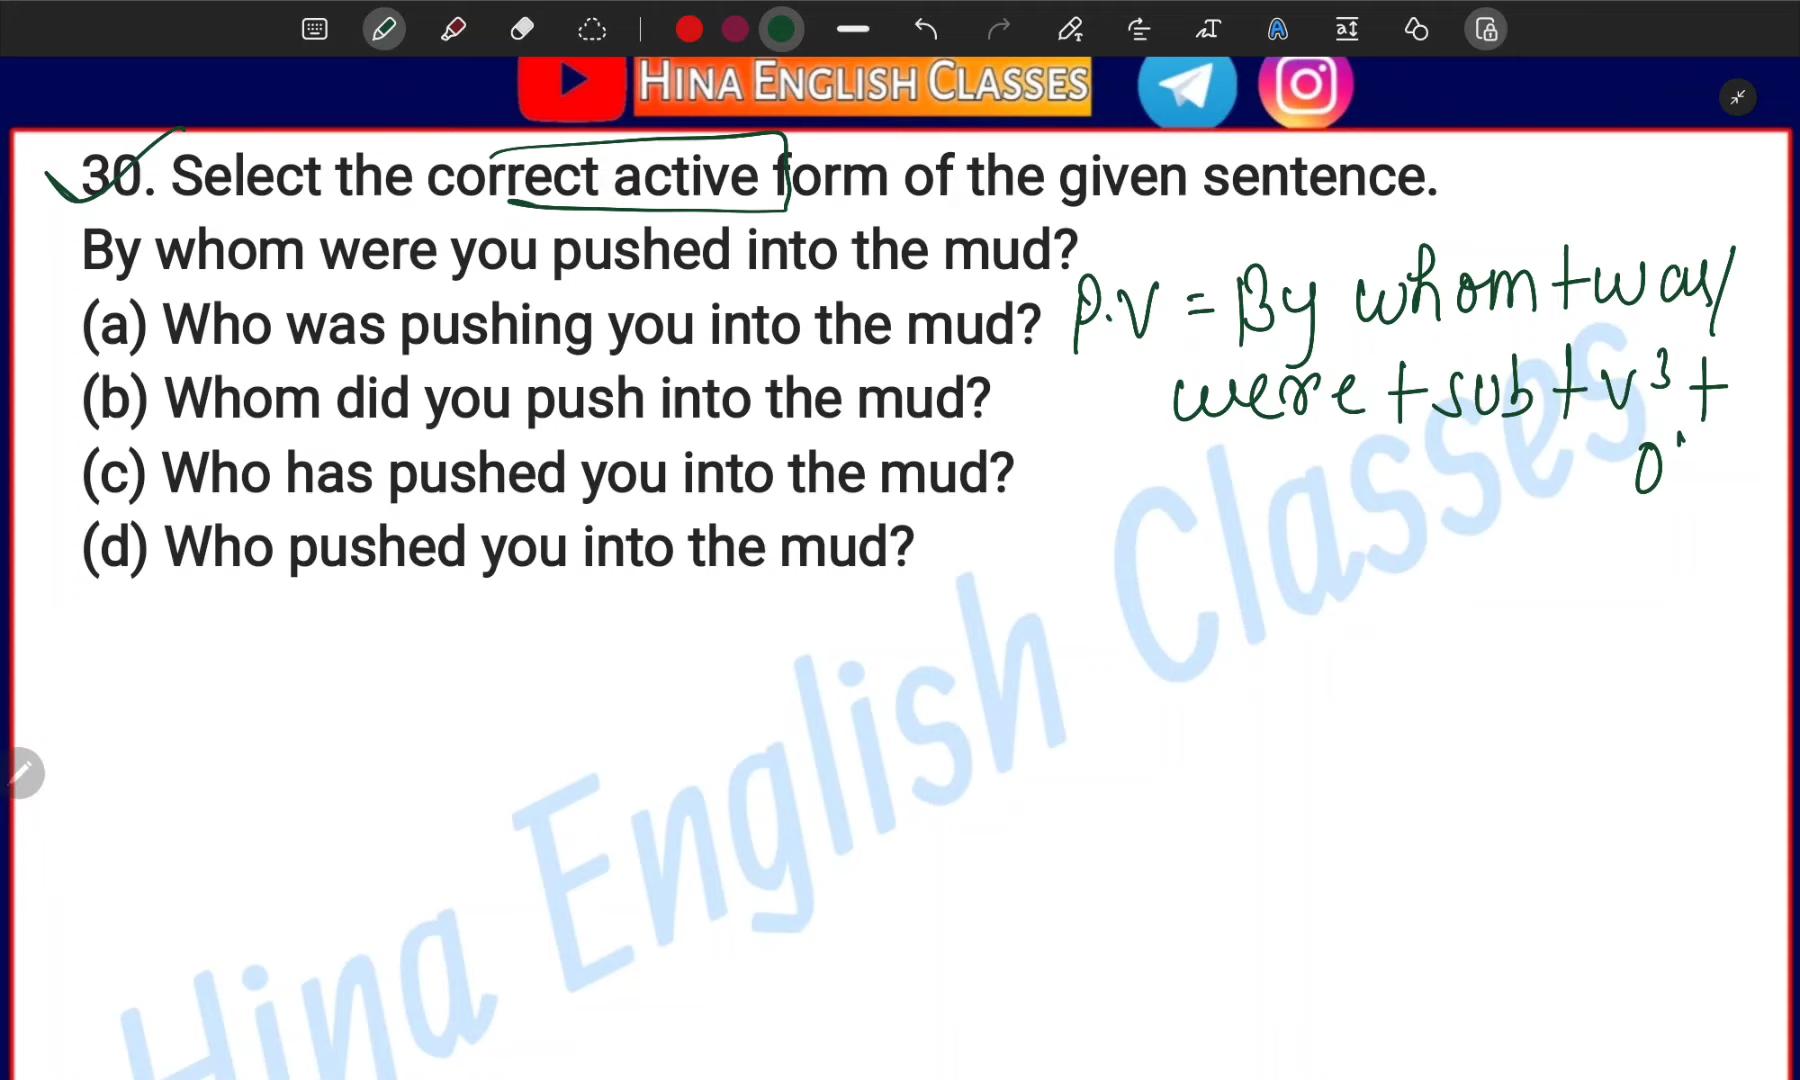 HINA ENGLISH CLASSES
30. Select the correct active form of the given sentence.
By whom were you pushed into the mud?
(a) Who was pushing you into the mud?
(b) Whom did you push into the mud?
(c) Who has pushed you into the mud?
(d) Who pushed you into the mud?
P.V = By whom + was/
were + sub + v3 +
O
Hina English Classes